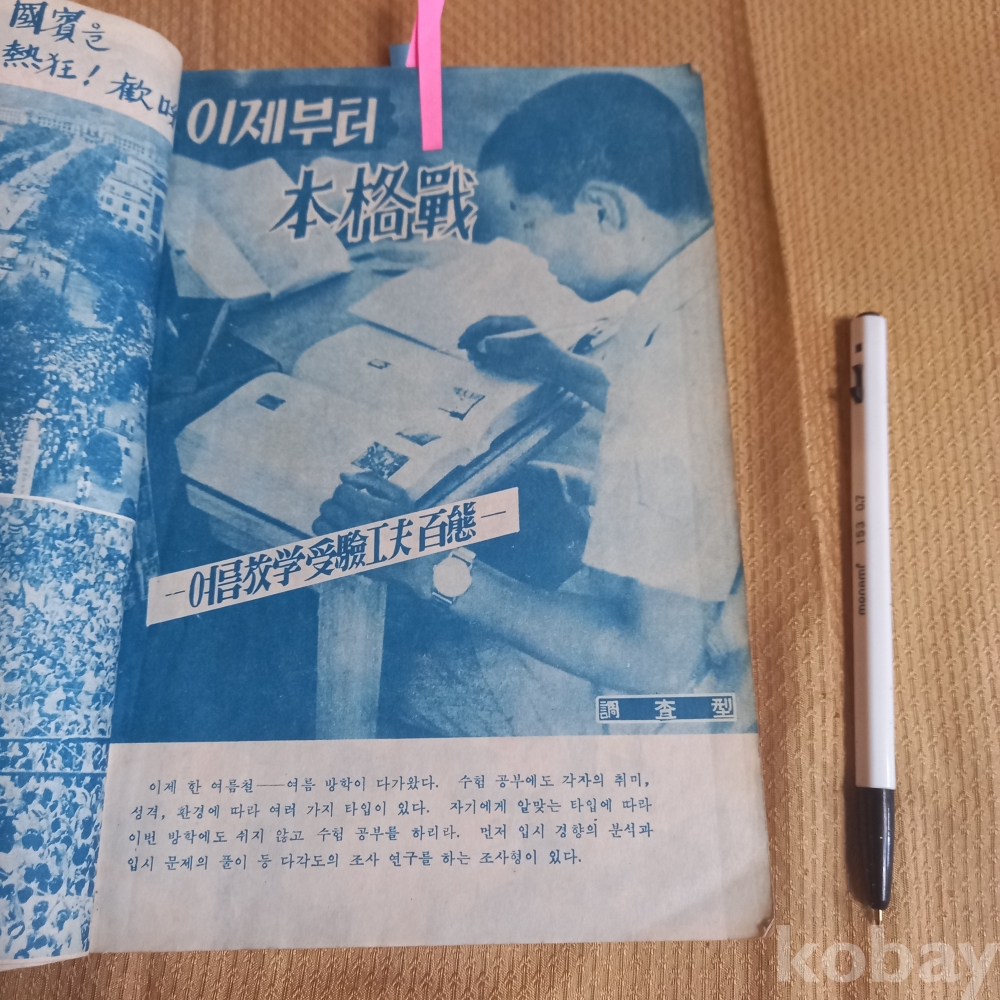 國賓을
熱狂! 歡
이제부터
本格戰
—여름放学受驗工夫百態—
調査型
이제 한 여름철——여름 방학이 다가왔다. 수험 공부에도 각자의 취미,
성격, 환경에 따라 여러 가지 타입이 있다. 자기에게 알맞는 타입에 따라
이번 방학에도 쉬지 않고 수험 공부를 하리라. 먼저 입시 경향의 분석과
입시 문제의 풀이 등 다각도의 조사 연구를 하는 조사형이 있다.
monami 153 0.7
kobay